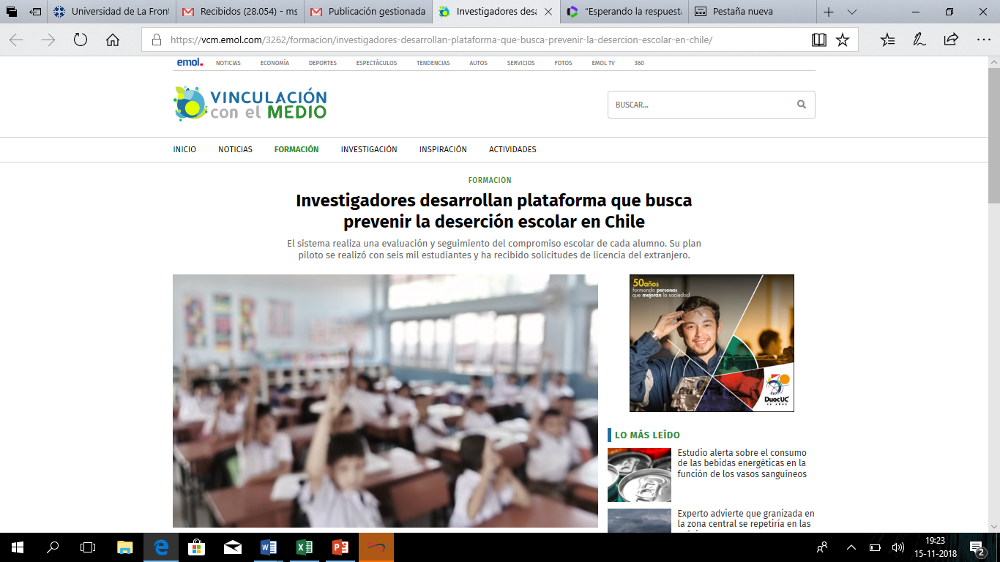 Universidad de La Front
Recibidos (28.054) - ms
Publicación gestionada
Investigadores desa
"Esperando la respuesta
Pestaña nueva
https://vcm.emol.com/3262/formacion/investigadores-desarrollan-plataforma-que-busca-prevenir-la-desercion-escolar-en-chile/
emol.
NOTICIAS
ECONOMÍA
DEPORTES
ESPECTÁCULOS
TENDENCIAS
AUTOS
SERVICIOS
FOTOS
EMOL TV
360
VINCULACIÓN
con el MEDIO
BUSCAR...
INICIO
NOTICIAS
FORMACIÓN
INVESTIGACIÓN
INSPIRACIÓN
ACTIVIDADES
FORMACIÓN
Investigadores desarrollan plataforma que busca
prevenir la deserción escolar en Chile
El sistema realiza una evaluación y seguimiento del compromiso escolar de cada alumno. Su plan
piloto se realizó con seis mil estudiantes y ha recibido solicitudes de licencia del extranjero.
50años
formando personas
que mejoran la sociedad
DuocUC
LO MÁS LEÍDO
Estudio alerta sobre el consumo
de las bebidas energéticas en la
función de los vasos sanguíneos
Experto advierte que granizada en
la zona central se repetiría en las
19:23
15-11-2018
2